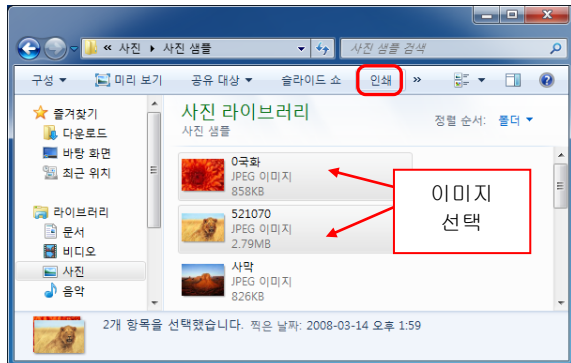 « 사진 ▸ 사진 샘플
사진 샘플 검색
구성 ▼ 미리 보기 공유 대상 ▼ 슬라이드 쇼 인쇄 »
즐겨찾기
다운로드
바탕 화면
최근 위치
라이브러리
문서
비디오
사진
음악
사진 라이브러리
사진 샘플
정렬 순서: 폴더 ▼
0국화
JPEG 이미지
858KB
521070
JPEG 이미지
2.79MB
사막
JPEG 이미지
826KB
이미지
선택
2개 항목을 선택했습니다. 찍은 날짜: 2008-03-14 오후 1:59